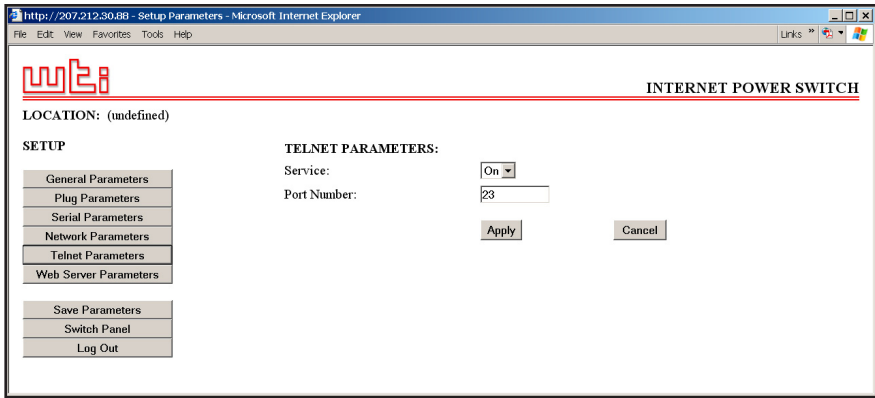 http://207.212.30.88 - Setup Parameters - Microsoft Internet Explorer
File Edit View Favorites Tools Help
Links »
wti
INTERNET POWER SWITCH
LOCATION: (undefined)
SETUP
General Parameters
Plug Parameters
Serial Parameters
Network Parameters
Telnet Parameters
Web Server Parameters
Save Parameters
Switch Panel
Log Out
TELNET PARAMETERS:
Service: On
Port Number: 23
Apply Cancel